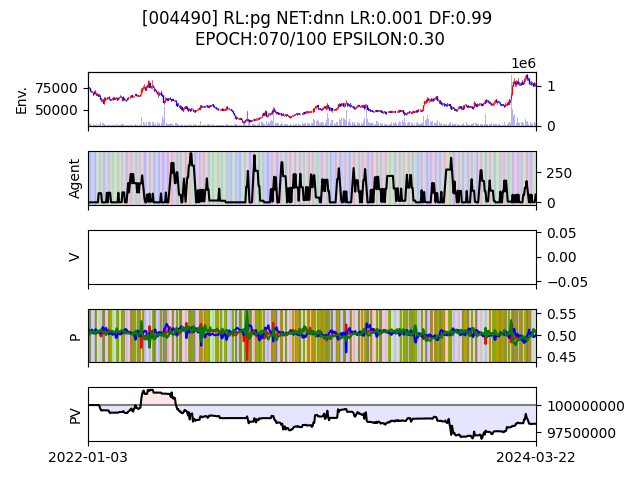 [004490] RL:pg NET:dnn LR:0.001 DF:0.99
EPOCH:070/100 EPSILON:0.30
1e6
Env.
75000
50000
1
0
Agent
250
0
V
0.05
0.00
−0.05
P
0.55
0.50
0.45
PV
100000000
97500000
2022-01-03
2024-03-22